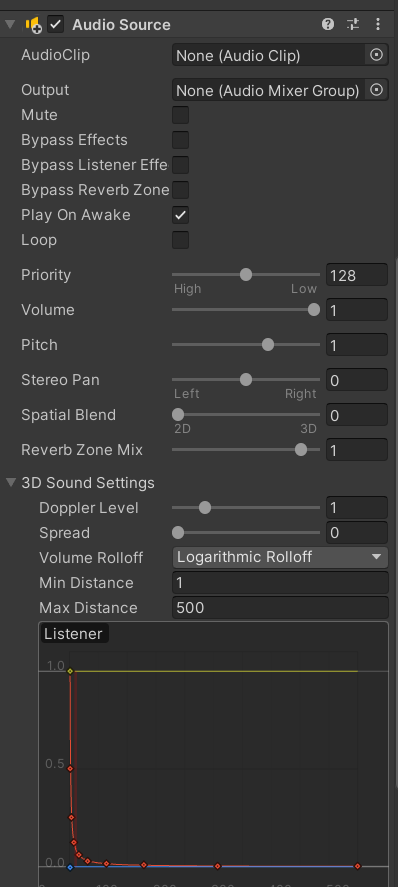 Audio Source
AudioClip None (Audio Clip)
Output None (Audio Mixer Group)
Mute
Bypass Effects
Bypass Listener Effe
Bypass Reverb Zone
Play On Awake
Loop
Priority 128
High Low
Volume 1
Pitch 1
Stereo Pan 0
Left Right
Spatial Blend 0
2D 3D
Reverb Zone Mix 1
3D Sound Settings
Doppler Level 1
Spread 0
Volume Rolloff Logarithmic Rolloff
Min Distance 1
Max Distance 500
Listener
1.0
0.5
0.0